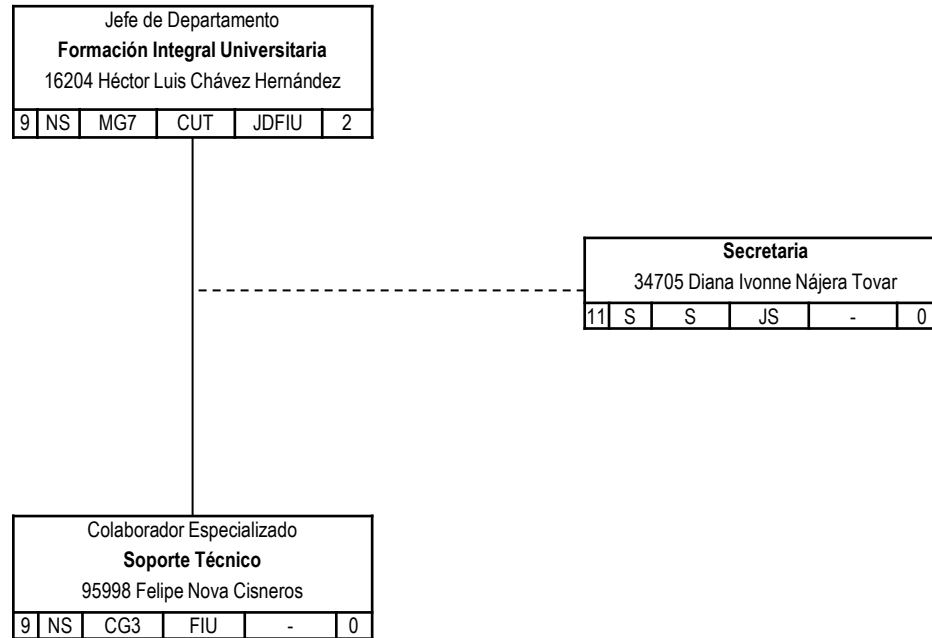 Jefe de Departamento
Formación Integral Universitaria
16204 Héctor Luis Chávez Hernández
9 NS MG7 CUT JDFIU 2
Secretaria
34705 Diana Ivonne Nájera Tovar
11 S S JS - 0
Colaborador Especializado
Soporte Técnico
95998 Felipe Nova Cisneros
9 NS CG3 FIU - 0